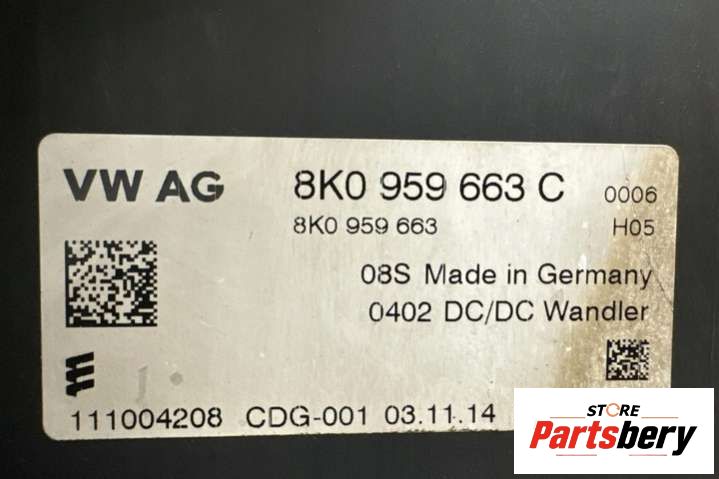 VW AG 8K0 959 663 C 0006
8K0 959 663 H05
08S Made in Germany
0402 DC/DC Wandler
111004208 CDG-001 03.11.14
STORE
Partsbery